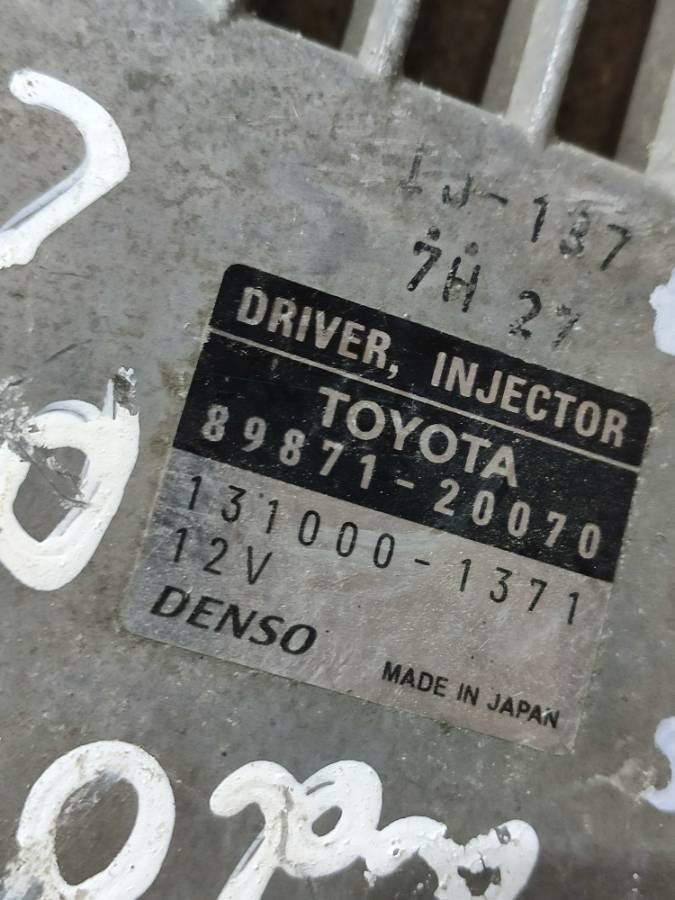 IJ-137
7H 27
DRIVER, INJECTOR
TOYOTA
89871-20070
131000-1371
12V
DENSO
MADE IN JAPAN